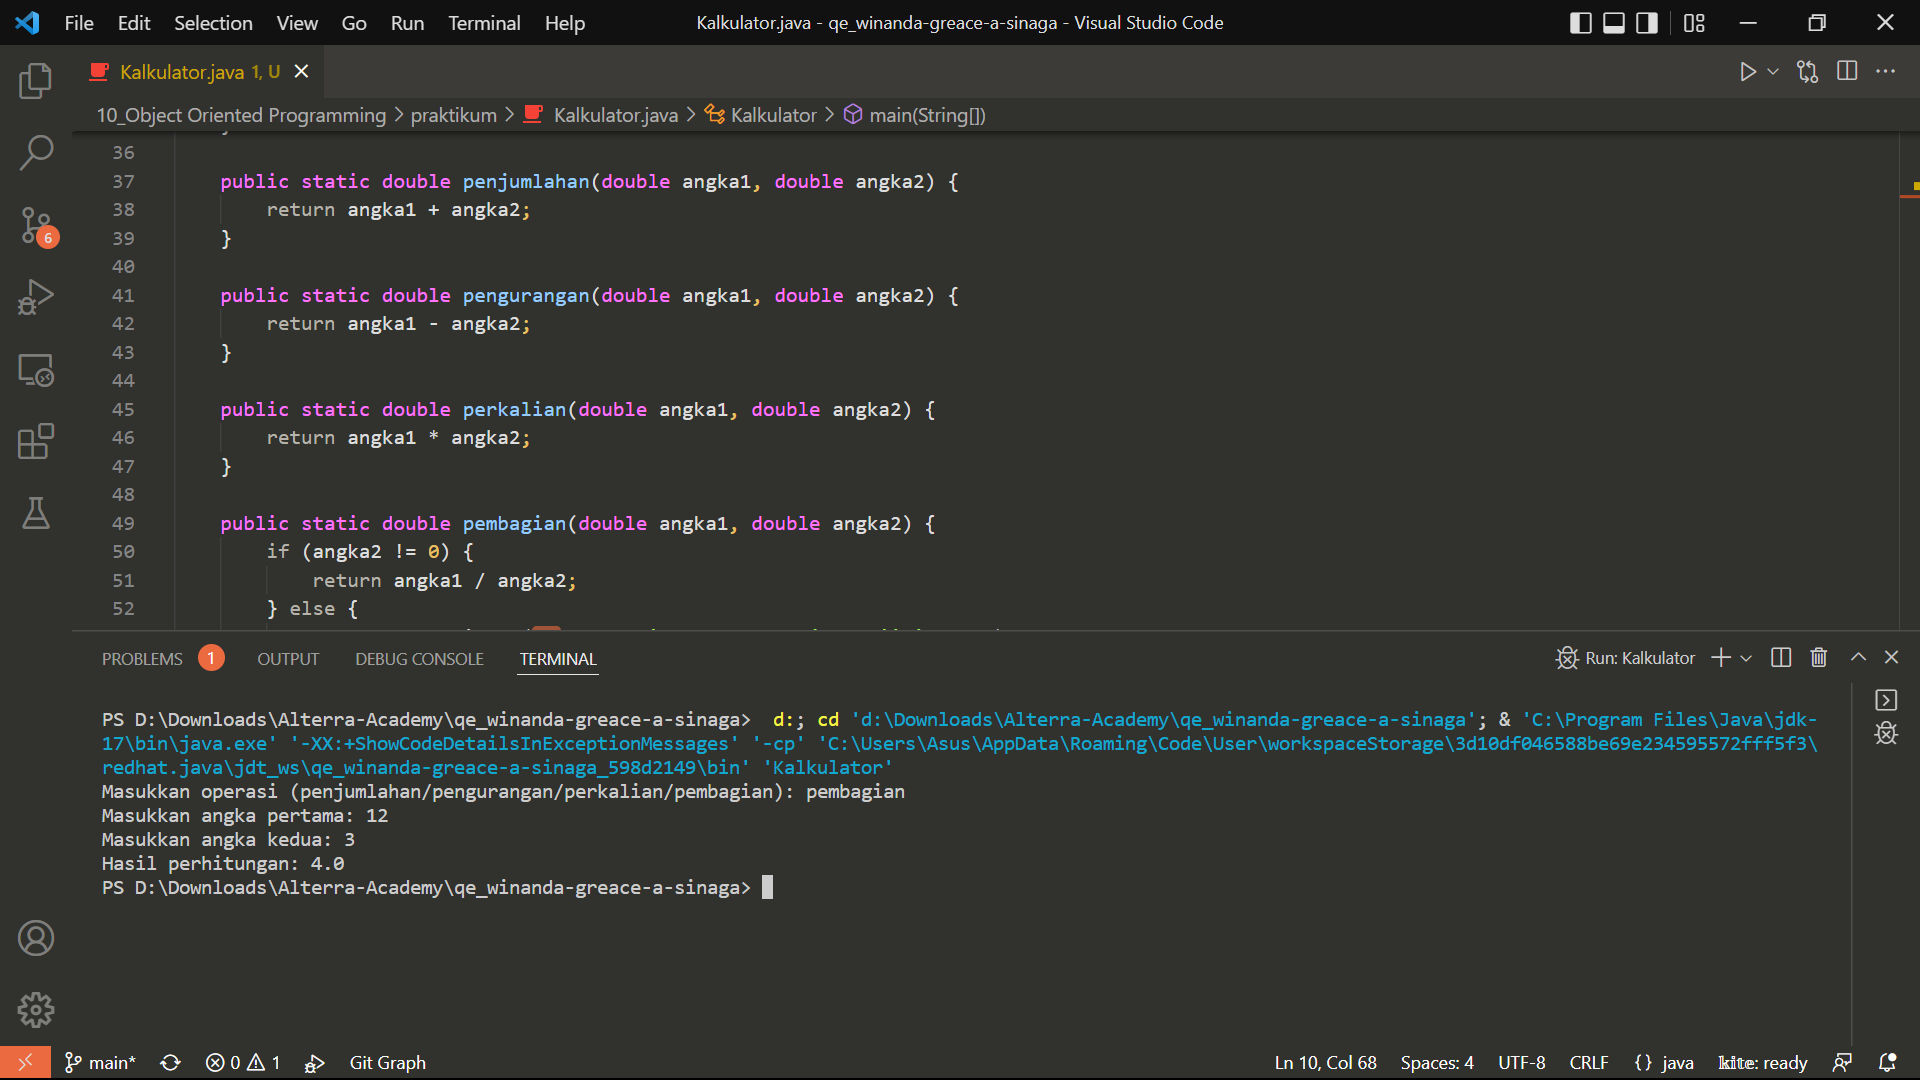 File Edit Selection View Go Run Terminal Help Kalkulator.java - qe_winanda-greace-a-sinaga - Visual Studio Code
Kalkulator.java 1, U
10_Object Oriented Programming > praktikum > Kalkulator.java > Kalkulator > main(String[])
36
37 public static double penjumlahan(double angka1, double angka2) {
38 return angka1 + angka2;
39 }
40
41 public static double pengurangan(double angka1, double angka2) {
42 return angka1 - angka2;
43 }
44
45 public static double perkalian(double angka1, double angka2) {
46 return angka1 * angka2;
47 }
48
49 public static double pembagian(double angka1, double angka2) {
50 if (angka2 != 0) {
51 return angka1 / angka2;
52 } else {
6
PROBLEMS 1 OUTPUT DEBUG CONSOLE TERMINAL Run: Kalkulator
PS D:\Downloads\Alterra-Academy\qe_winanda-greace-a-sinaga> d:; cd 'd:\Downloads\Alterra-Academy\qe_winanda-greace-a-sinaga'; & 'C:\Program Files\Java\jdk-
17\bin\java.exe' '-XX:+ShowCodeDetailsInExceptionMessages' '-cp' 'C:\Users\Asus\AppData\Roaming\Code\User\workspaceStorage\3d10df046588be69e234595572fff5f3\
redhat.java\jdt_ws\qe_winanda-greace-a-sinaga_598d2149\bin' 'Kalkulator'
Masukkan operasi (penjumlahan/pengurangan/perkalian/pembagian): pembagian
Masukkan angka pertama: 12
Masukkan angka kedua: 3
Hasil perhitungan: 4.0
PS D:\Downloads\Alterra-Academy\qe_winanda-greace-a-sinaga>
main* 0 1 Git Graph Ln 10, Col 68 Spaces: 4 UTF-8 CRLF {} java kite: ready